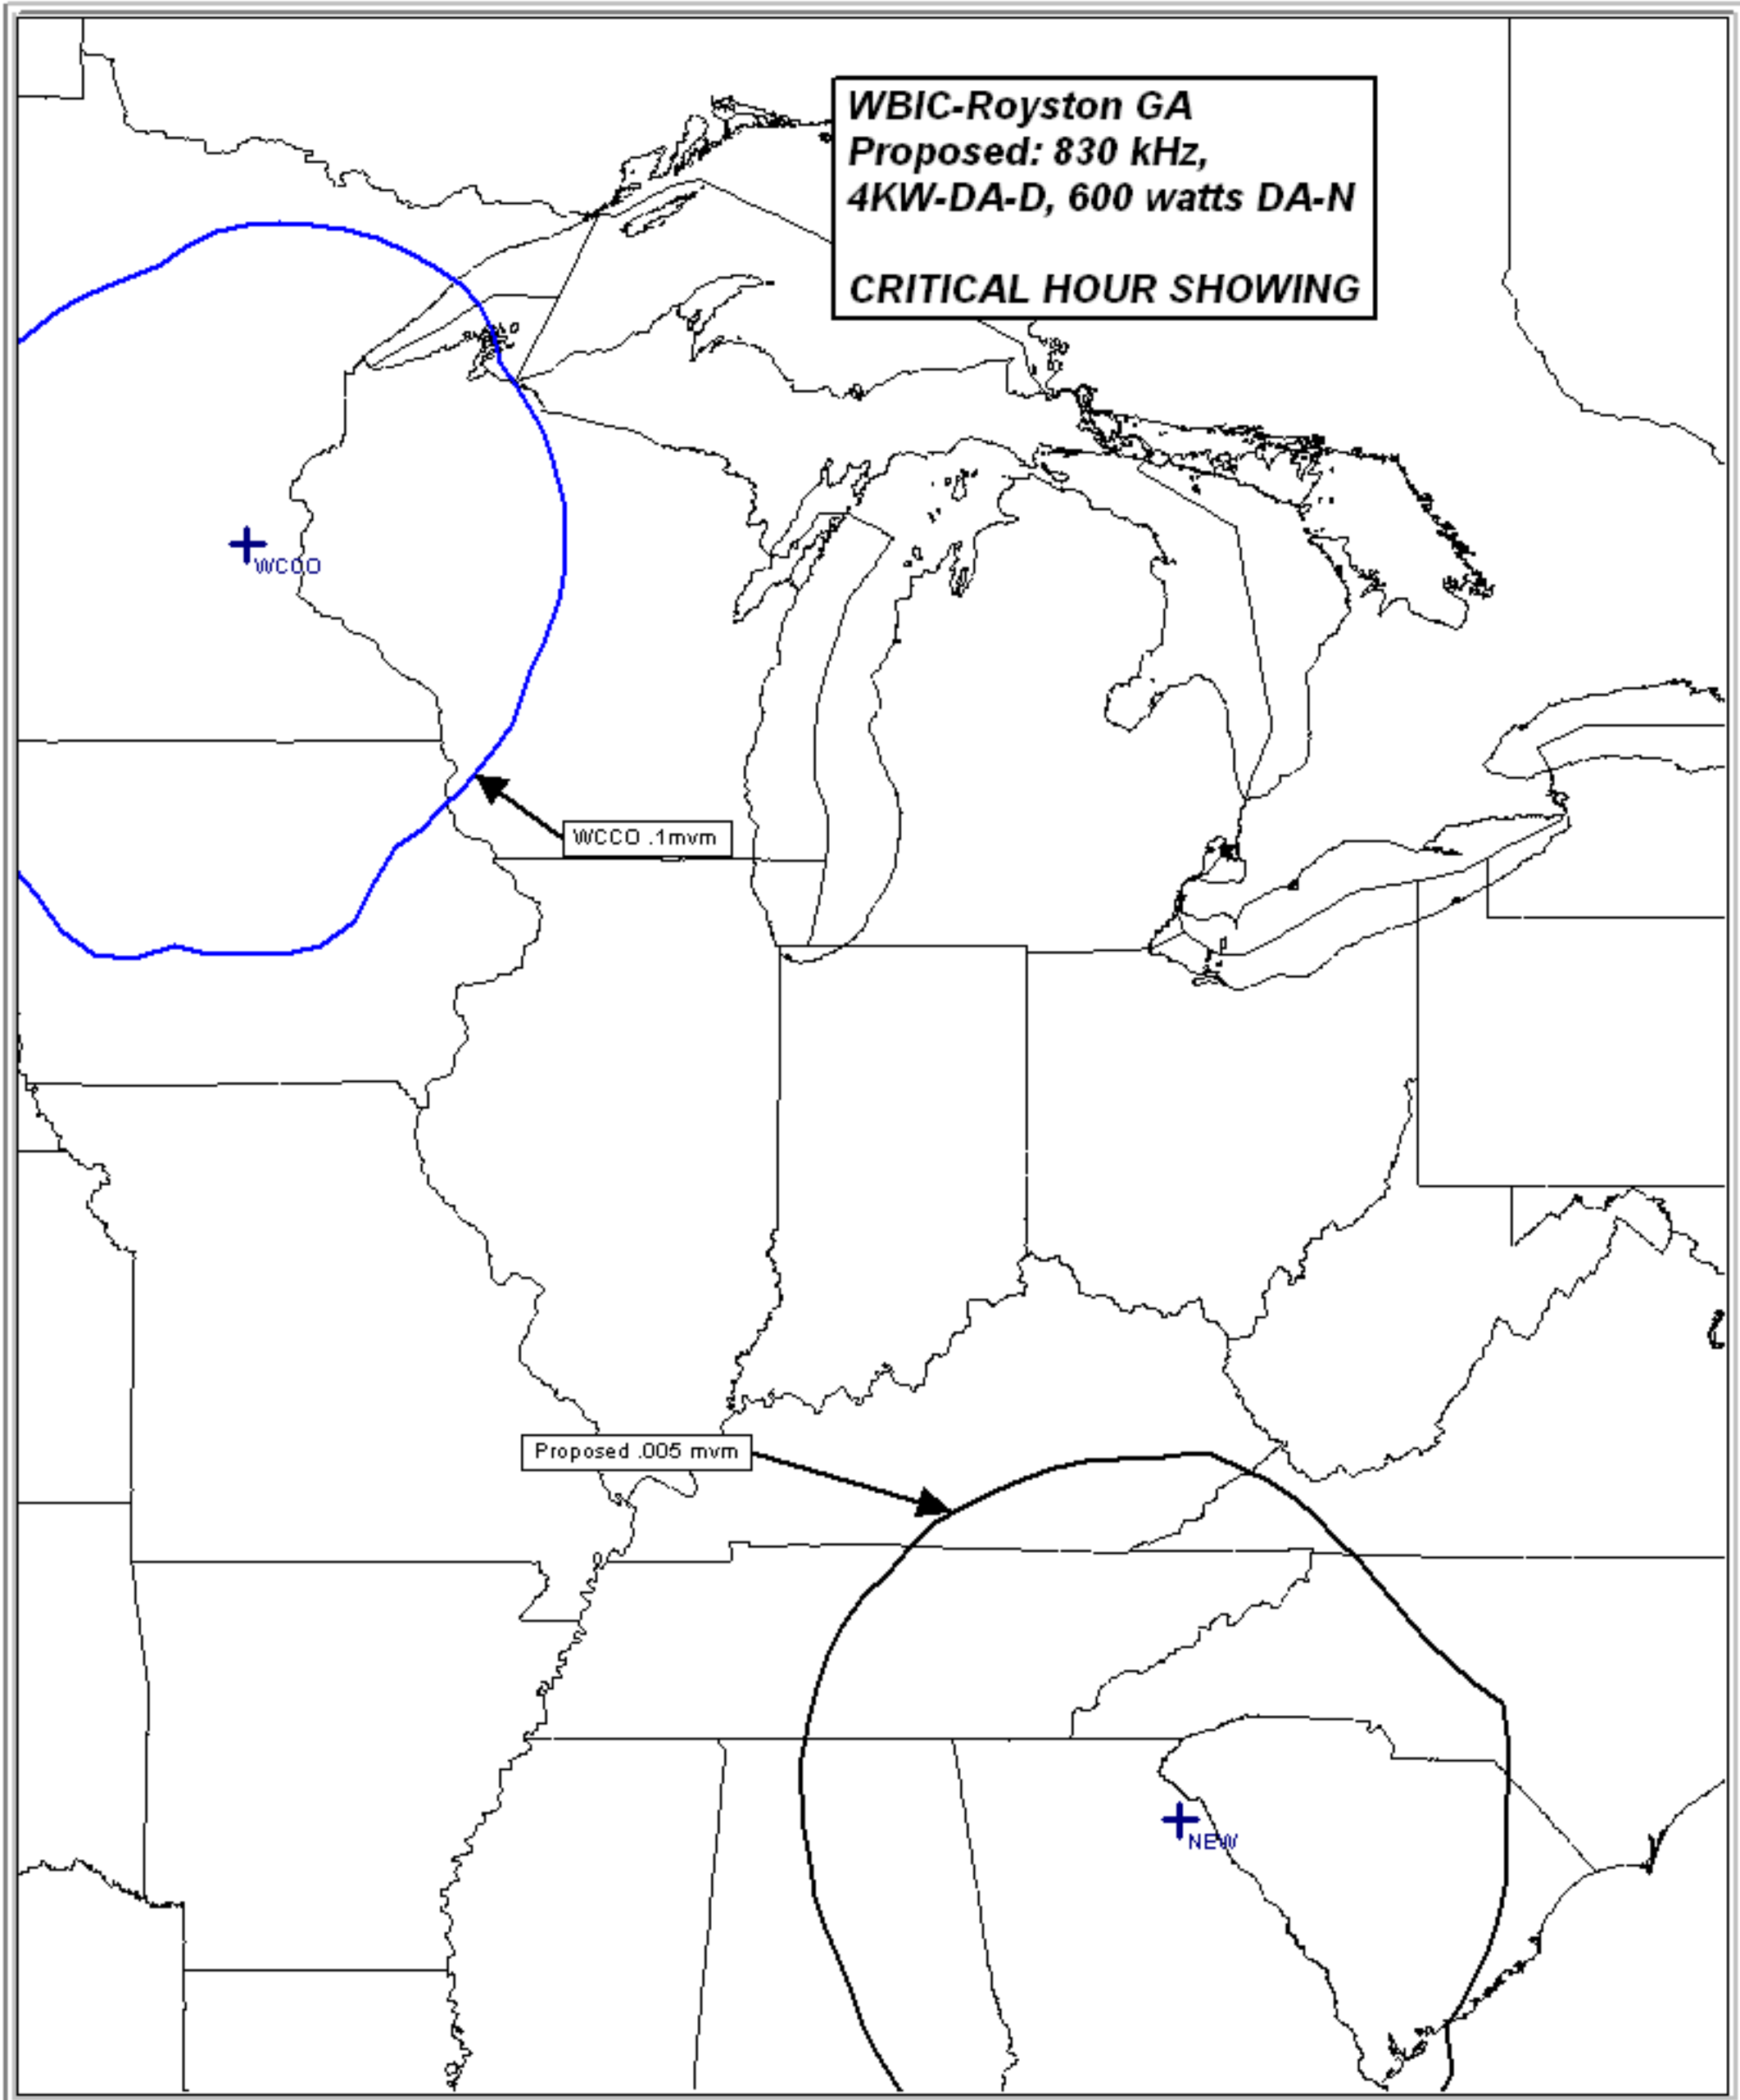 WBIC-Royston GA
Proposed: 830 kHz,
4KW-DA-D, 600 watts DA-N
CRITICAL HOUR SHOWING
WCCO
WCCO .1mvm
Proposed .005 mvm
NEW